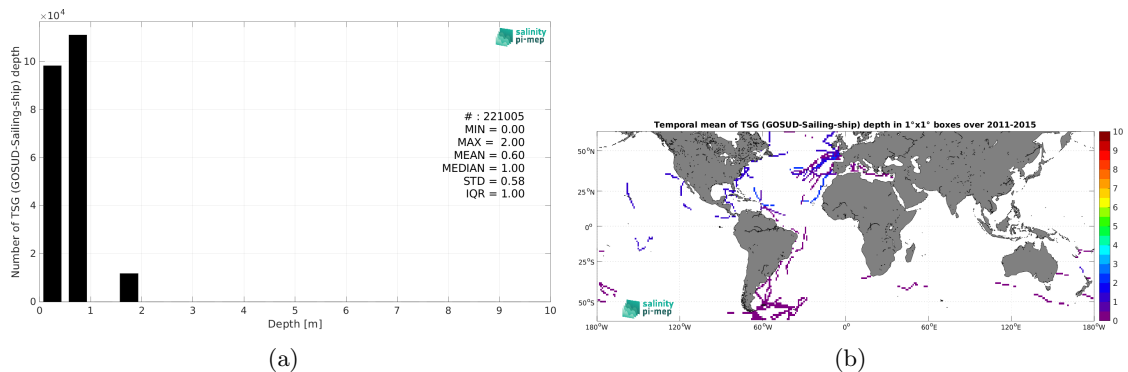 ×10⁴
10
8
6
4
2
0
Number of TSG (GOSUD-Sailing-ship) depth
salinity
pi-mep
# : 221005
MIN = 0.00
MAX = 2.00
MEAN = 0.60
MEDIAN = 1.00
STD = 0.58
IQR = 1.00
0 1 2 3 4 5 6 7 8 9 10
Depth [m]
(a)
Temporal mean of TSG (GOSUD-Sailing-ship) depth in 1°x1° boxes over 2011-2015
50°N
25°N
0°
25°S
50°S
salinity
pi-mep
180°W 120°W 60°W 0° 60°E 120°E 180°W
10
9
8
7
6
5
4
3
2
1
0
(b)